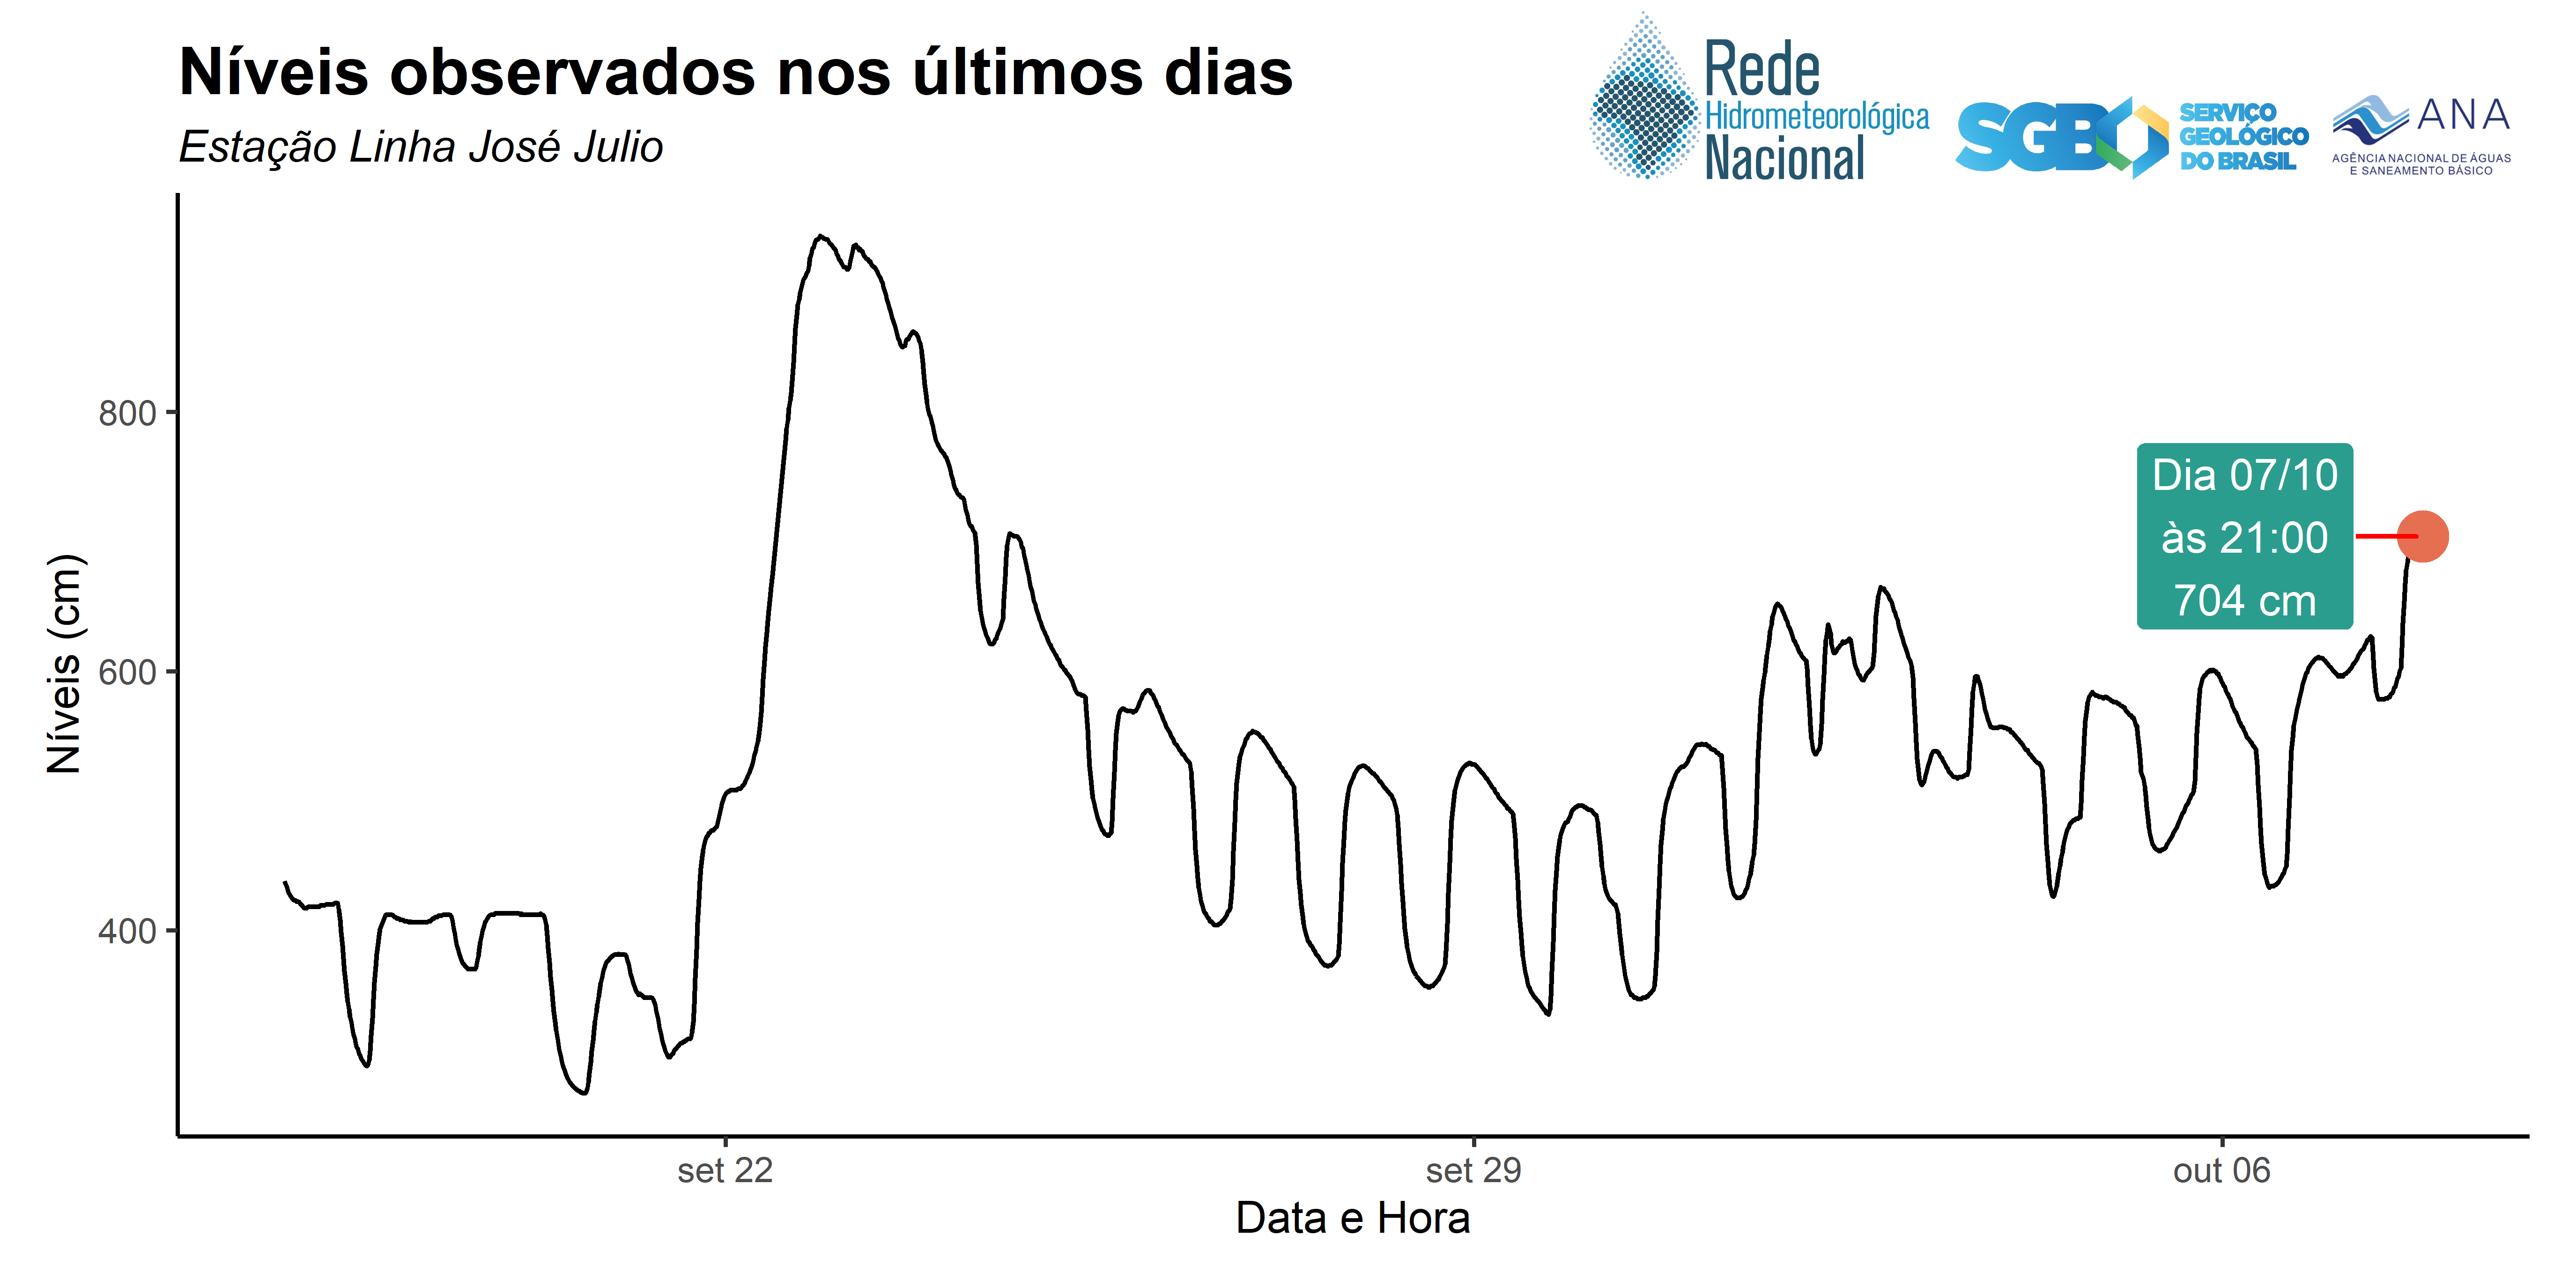 Níveis observados nos últimos dias
Estação Linha José Julio
Rede
Hidrometeorológica
Nacional
SGB
SERVIÇO
GEOLÓGICO
DO BRASIL
ANA
AGÊNCIA NACIONAL DE ÁGUAS
E SANEAMENTO BÁSICO
Níveis (cm)
800
600
400
Dia 07/10
às 21:00
704 cm
set 22
set 29
out 06
Data e Hora